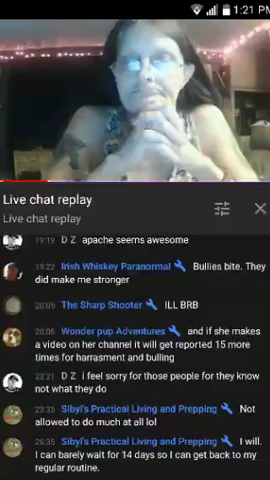 1:21 PM
Live chat replay
Live chat replay
19:19 D Z apache seems awesome
19:22 Irish Whiskey Paranormal Bullies bite. They
did make me stronger
20:05 The Sharp Shooter ILL BRB
20:06 Wonder pup Adventures and if she makes
a video on her channel it will get reported 15 more
times for harrasment and bulling
22:21 D Z i feel sorry for those people for they know
not what they do
23:35 Sibyl's Practical Living and Prepping Not
allowed to do much at all lol
26:35 Sibyl's Practical Living and Prepping I will.
I can barely wait for 14 days so I can get back to my
regular routine.